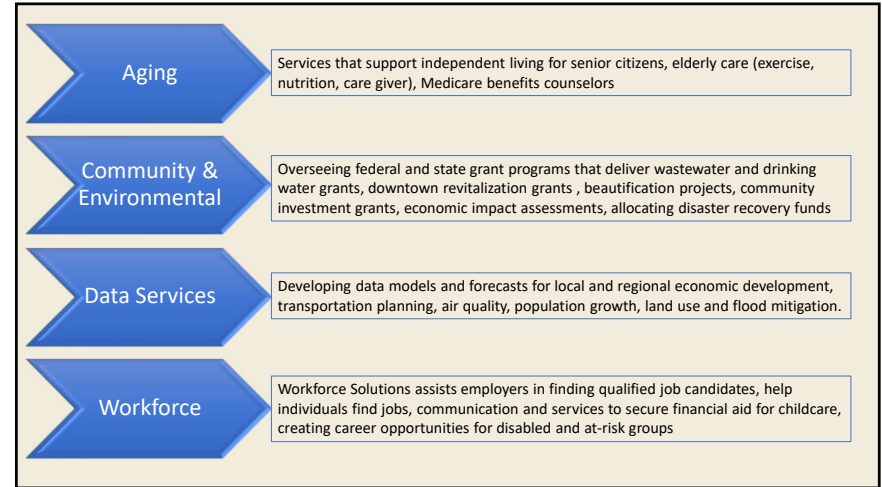 Aging
Services that support independent living for senior citizens, elderly care (exercise,
nutrition, care giver), Medicare benefits counselors
Community &
Environmental
Overseeing federal and state grant programs that deliver wastewater and drinking
water grants, downtown revitalization grants , beautification projects, community
investment grants, economic impact assessments, allocating disaster recovery funds
Data Services
Developing data models and forecasts for local and regional economic development,
transportation planning, air quality, population growth, land use and flood mitigation.
Workforce
Workforce Solutions assists employers in finding qualified job candidates, help
individuals find jobs, communication and services to secure financial aid for childcare,
creating career opportunities for disabled and at-risk groups